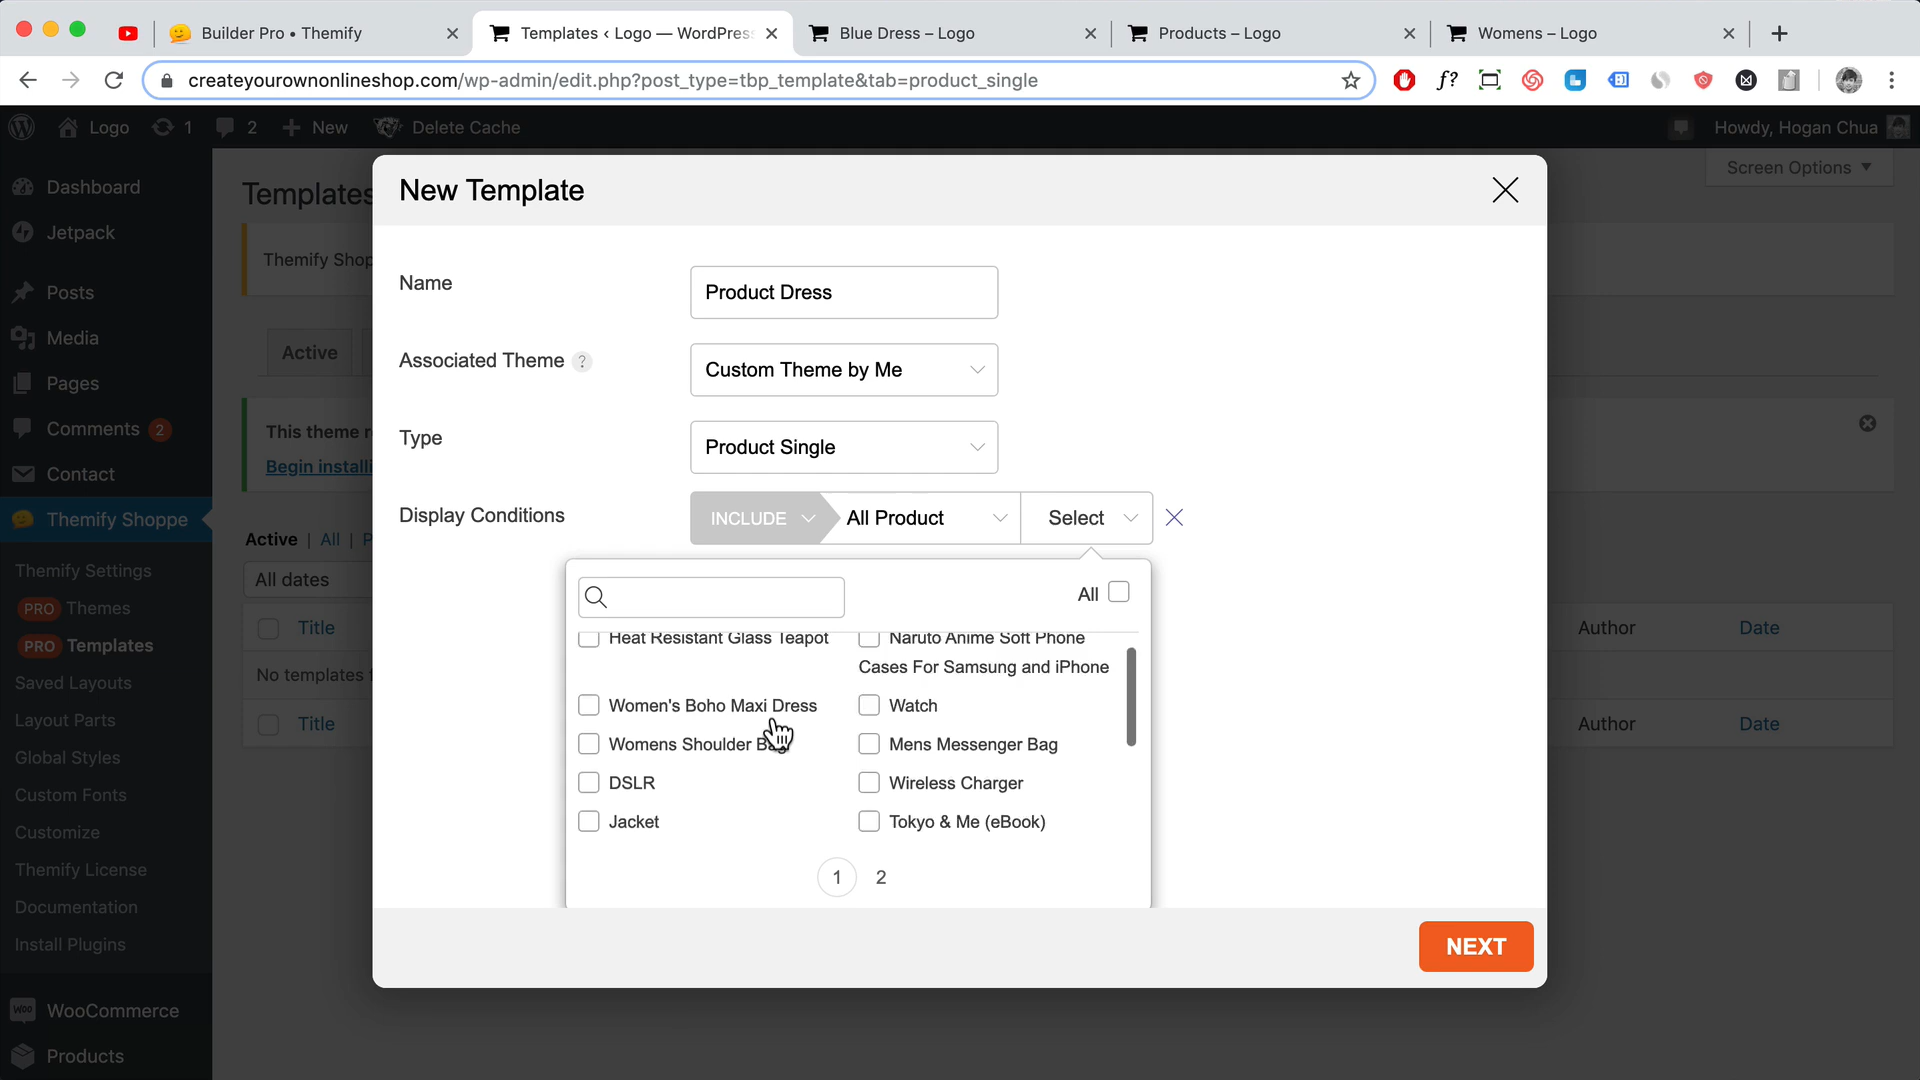 Builder Pro • Themify
Templates ‹ Logo — WordPres
Blue Dress – Logo
Products – Logo
Womens – Logo
createyourownonlineshop.com/wp-admin/edit.php?post_type=tbp_template&tab=product_single
f?
Logo
1
2
New
Delete Cache
Howdy, Hogan Chua
Dashboard
Jetpack
Posts
Media
Pages
Comments 2
Contact
Themify Shoppe
Themify Settings
PRO Themes
PRO Templates
Saved Layouts
Layout Parts
Global Styles
Custom Fonts
Customize
Themify License
Documentation
Install Plugins
WooCommerce
Products
Templates
Screen Options
Themify Shop
Active
This theme r
Begin installi
Active | All | P
All dates
Title
Author
Date
No templates f
Title
Author
Date
New Template
Name
Product Dress
Associated Theme ?
Custom Theme by Me
Type
Product Single
Display Conditions
INCLUDE
All Product
Select
All
Heat Resistant Glass Teapot
Naruto Anime Soft Phone
Cases For Samsung and iPhone
Women's Boho Maxi Dress
Watch
Womens Shoulder Bag
Mens Messenger Bag
DSLR
Wireless Charger
Jacket
Tokyo & Me (eBook)
1
2
NEXT